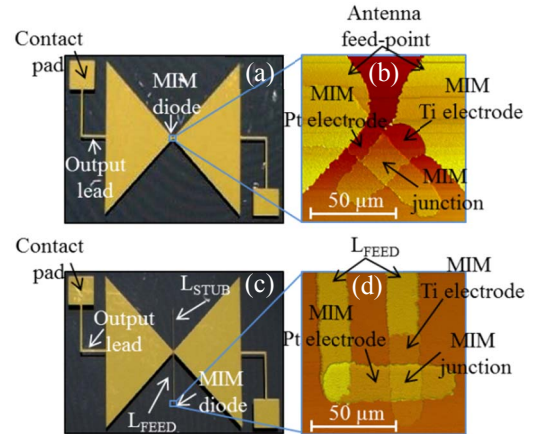 Contact
pad
MIM
diode
(a)
Output
lead
Antenna
feed-point
(b)
MIM
Pt electrode
MIM
Ti electrode
MIM
junction
50 µm
Contact
pad
L_STUB
(c)
Output
lead
MIM
diode
L_FEED
L_FEED
(d)
MIM
Ti electrode
MIM
Pt electrode
MIM
junction
50 µm